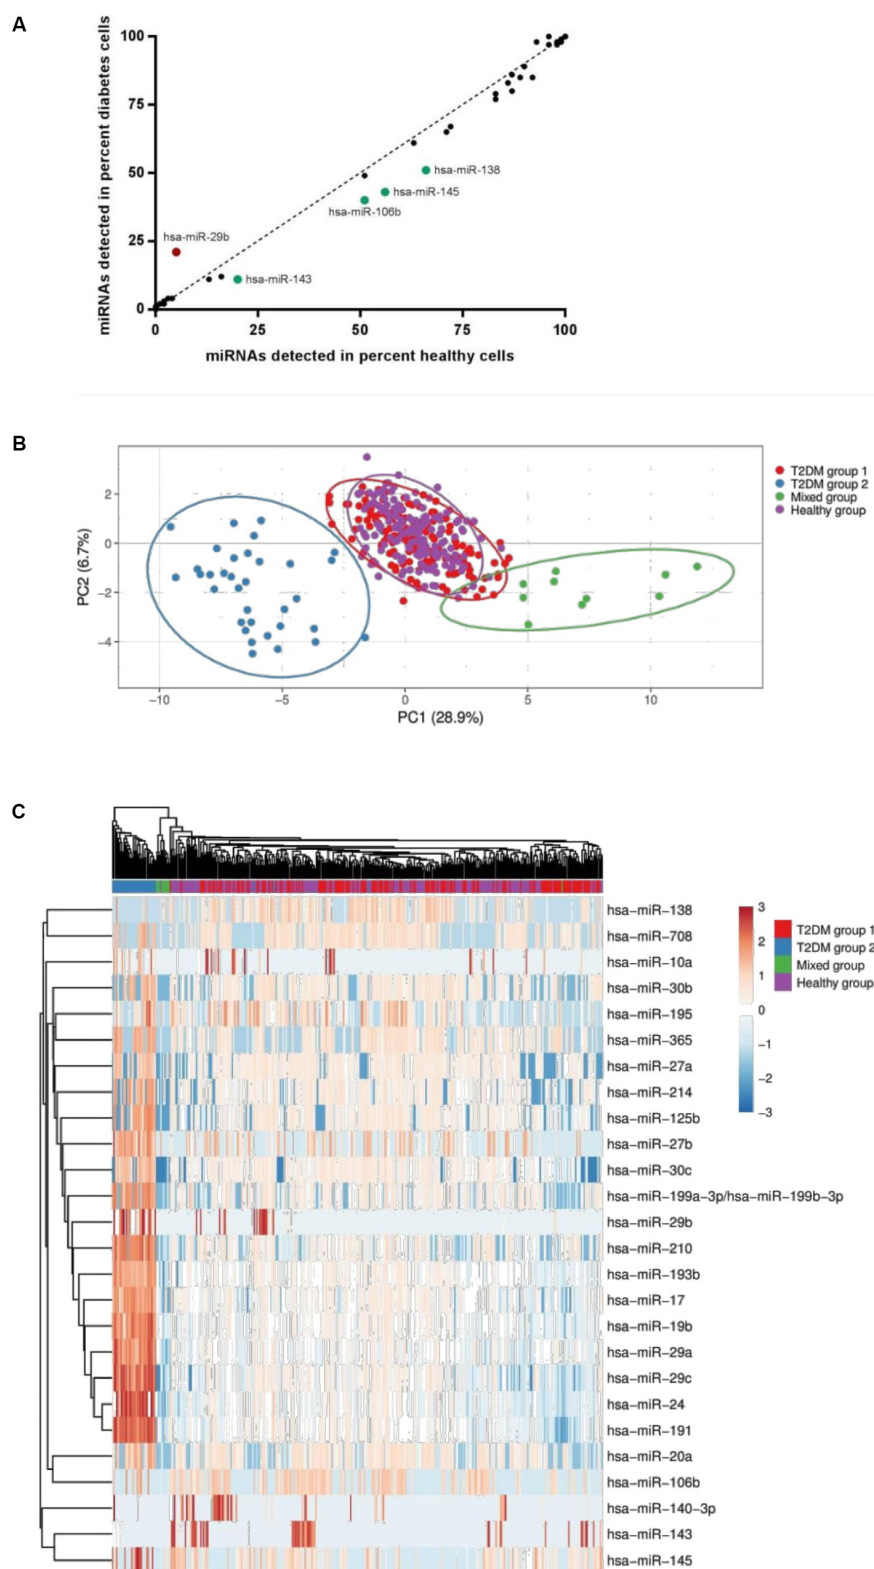 A
miRNAs detected in percent diabetes cells
100
75
50
25
0
hsa-miR-138
hsa-miR-145
hsa-miR-106b
hsa-miR-29b
hsa-miR-143
0 25 50 75 100
miRNAs detected in percent healthy cells
B
PC2 (6.7%)
2
0
−2
−4
−10 −5 0 5 10
PC1 (28.9%)
T2DM group 1
T2DM group 2
Mixed group
Healthy group
C
hsa−miR−138
hsa−miR−708
hsa−miR−10a
hsa−miR−30b
hsa−miR−195
hsa−miR−365
hsa−miR−27a
hsa−miR−214
hsa−miR−125b
hsa−miR−27b
hsa−miR−30c
hsa−miR−199a−3p/hsa−miR−199b−3p
hsa−miR−29b
hsa−miR−210
hsa−miR−193b
hsa−miR−17
hsa−miR−19b
hsa−miR−29a
hsa−miR−29c
hsa−miR−24
hsa−miR−191
hsa−miR−20a
hsa−miR−106b
hsa−miR−140−3p
hsa−miR−143
hsa−miR−145
3
2
1
0
−1
−2
−3
T2DM group 1
T2DM group 2
Mixed group
Healthy group